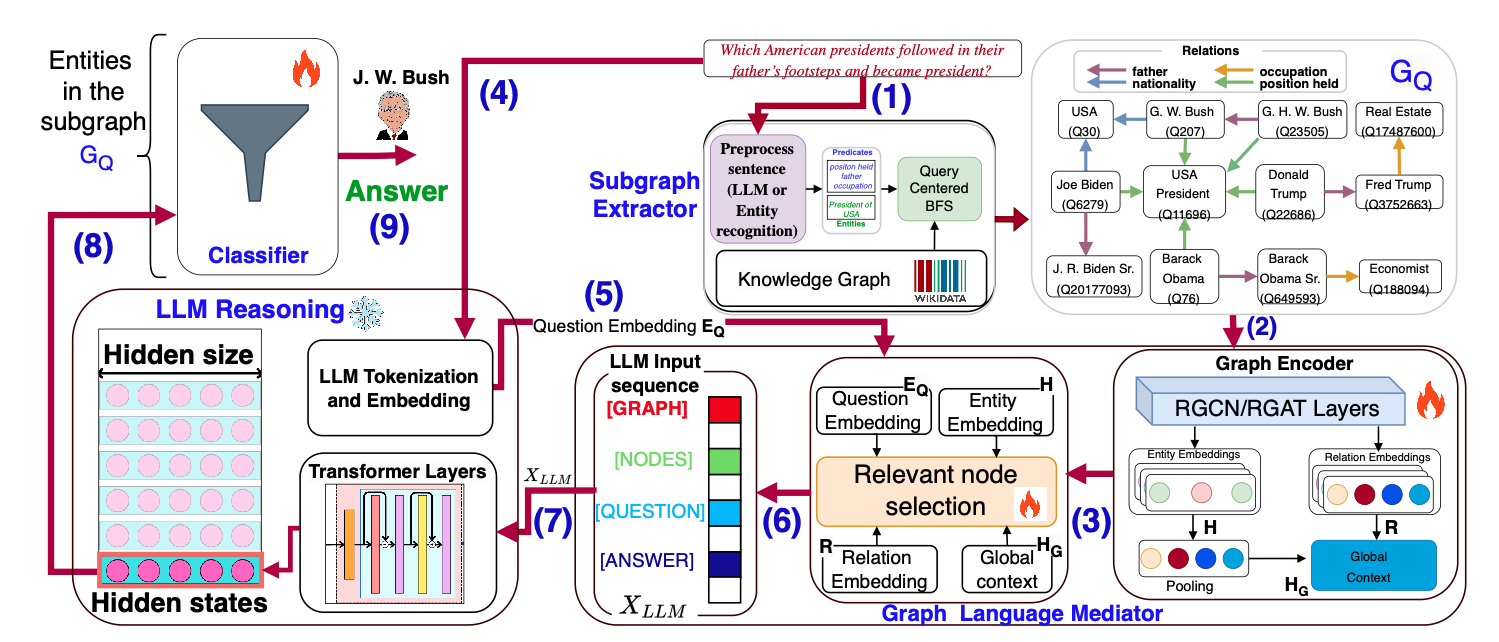 Entities
in the
subgraph
G_Q
Classifier
J. W. Bush
Answer
(9)
(8)
(4)
Which American presidents followed in their
father's footsteps and became president?
(1)
Subgraph
Extractor
Preprocess
sentence
(LLM or
Entity
recognition)
Predicates
positon held
father
occupation
President of
USA
Entities
Query
Centered
BFS
Knowledge Graph
WIKIDATA
Relations
father
nationality
occupation
position held
G_Q
USA
(Q30)
G. W. Bush
(Q207)
G. H. W. Bush
(Q23505)
Real Estate
(Q17487600)
Joe Biden
(Q6279)
USA
President
(Q11696)
Donald
Trump
(Q22686)
Fred Trump
(Q3752663)
J. R. Biden Sr.
(Q20177093)
Barack
Obama
(Q76)
Barack
Obama Sr.
(Q649593)
Economist
(Q188094)
(2)
LLM Reasoning
Hidden size
Hidden states
LLM Tokenization
and Embedding
Transformer Layers
(5)
Question Embedding E_Q
X_LLM
(7)
LLM Input
sequence
[GRAPH]
[NODES]
[QUESTION]
[ANSWER]
X_LLM
(6)
E_Q
Question
Embedding
H
Entity
Embedding
Relevant node
selection
R
Relation
Embedding
H_G
Global
context
Graph Language Mediator
(3)
Graph Encoder
RGCN/RGAT Layers
Entity Embeddings
Relation Embeddings
H
R
Pooling
H_G
Global
Context